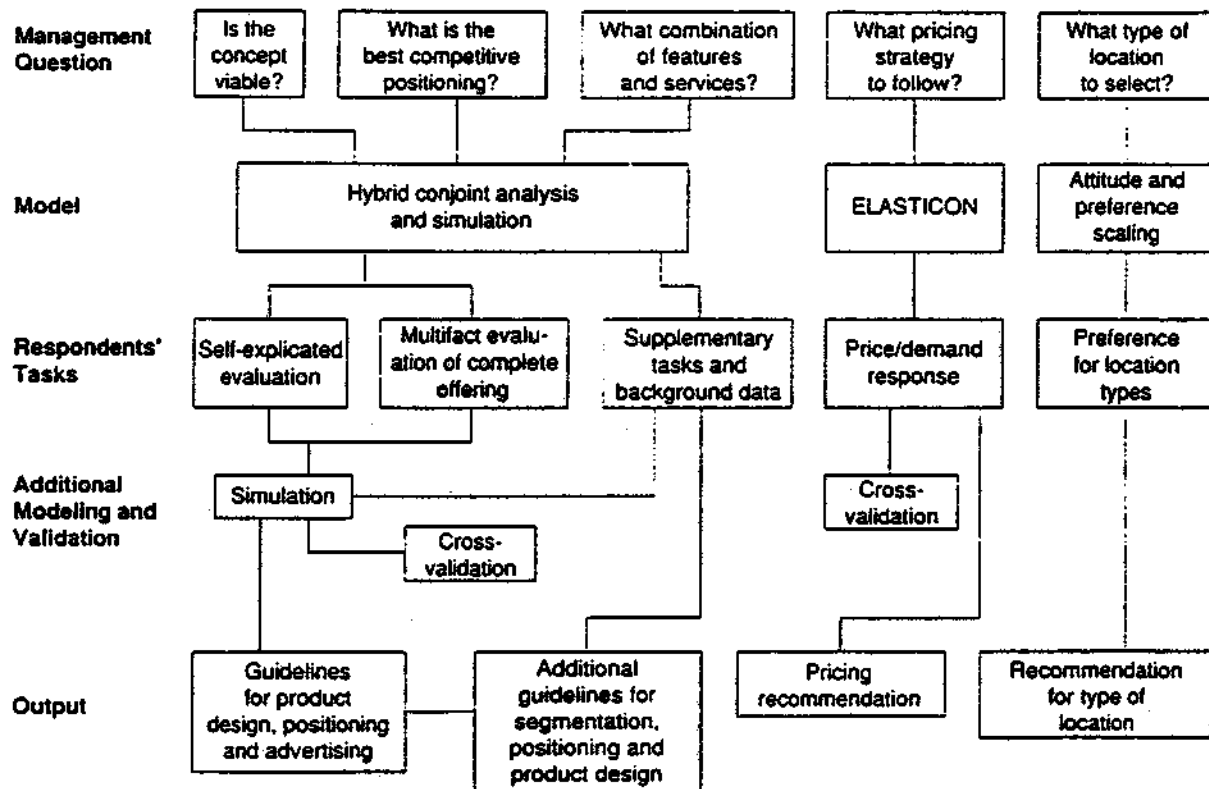 Management
Question
Is the
concept
viable?
What is the
best competitive
positioning?
What combination
of features
and services?
What pricing
strategy
to follow?
What type of
location
to select?
Model
Hybrid conjoint analysis
and simulation
ELASTICON
Attitude and
preference
scaling
Respondents'
Tasks
Self-explicated
evaluation
Multifact evalu-
ation of complete
offering
Supplementary
tasks and
background data
Price/demand
response
Preference
for location
types
Additional
Modeling and
Validation
Simulation
Cross-
validation
Cross-
validation
Output
Guidelines
for product
design, positioning
and advertising
Additional
guidelines for
segmentation,
positioning and
product design
Pricing
recommendation
Recommendation
for type of
location